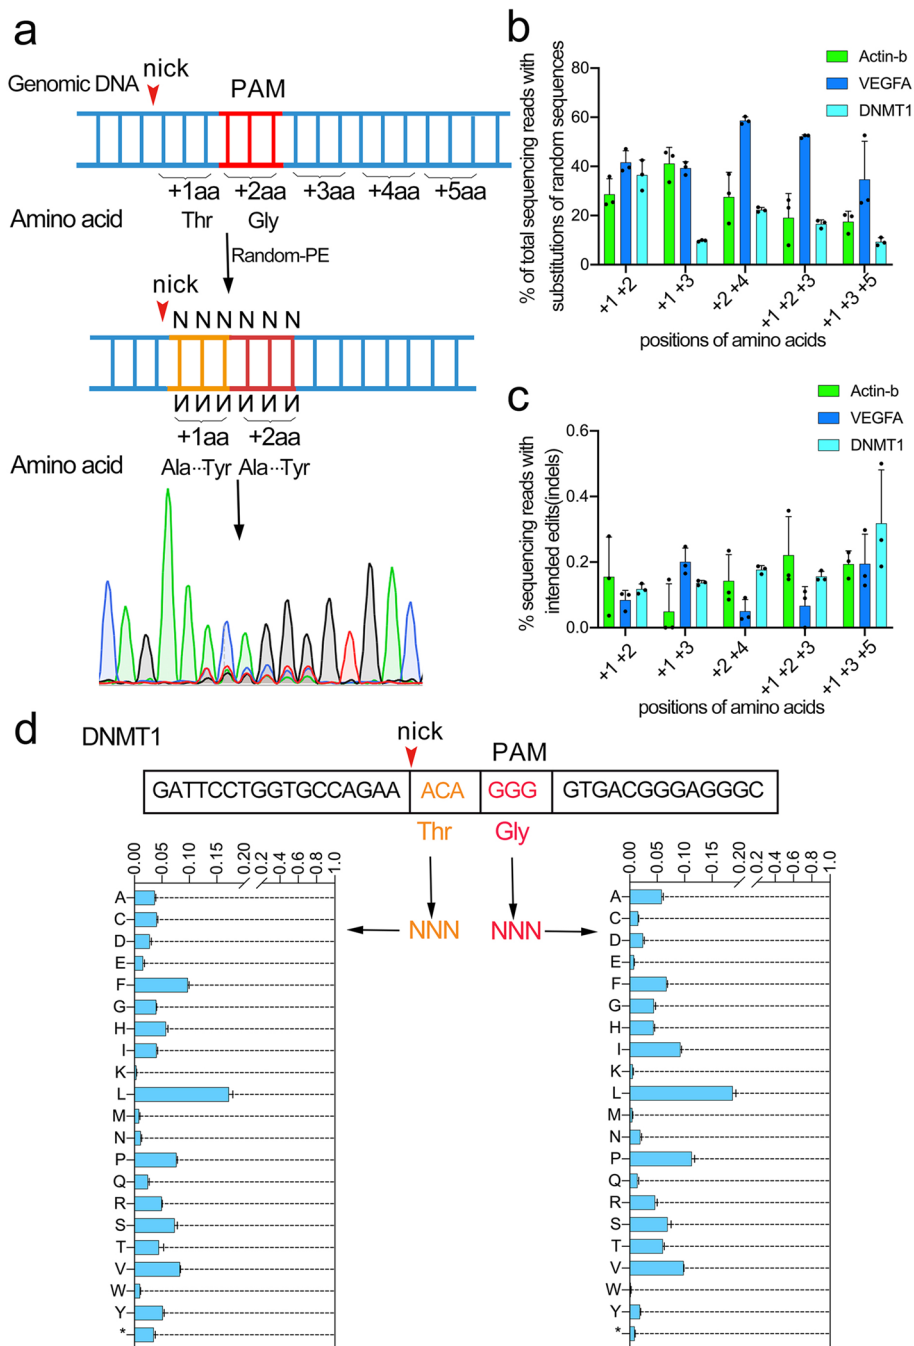 a
Genomic DNA
nick
PAM
+1aa +2aa +3aa +4aa +5aa
Amino acid
Thr
Gly
Random-PE
nick
N N N N N N
N N N N N N
+1aa
+2aa
Amino acid
Ala···Tyr
Ala···Tyr
b
% of total sequencing reads with
substitutions of random sequences
80
60
40
20
0
Actin-b
VEGFA
DNMT1
+1 +2
+1 +3
+2 +4
+1 +2 +3
+1 +3 +5
positions of amino acids
c
% sequencing reads with
intended edits(indels)
0.6
0.4
0.2
0.0
Actin-b
VEGFA
DNMT1
+1 +2
+1 +3
+2 +4
+1 +2 +3
+1 +3 +5
positions of amino acids
d
DNMT1
nick
PAM
GATTCCTGGTGCCAGAA ACA GGG GTGACGGGAGGGC
Thr
Gly
NNN
NNN
0.00 0.05 0.10 0.15 0.20 0.2 0.4 0.6 0.8 1.0
A
C
D
E
F
G
H
I
K
L
M
N
P
Q
R
S
T
V
W
Y
*
0.00 0.05 0.10 0.15 0.20 0.2 0.4 0.6 0.8 1.0
A
C
D
E
F
G
H
I
K
L
M
N
P
Q
R
S
T
V
W
Y
*